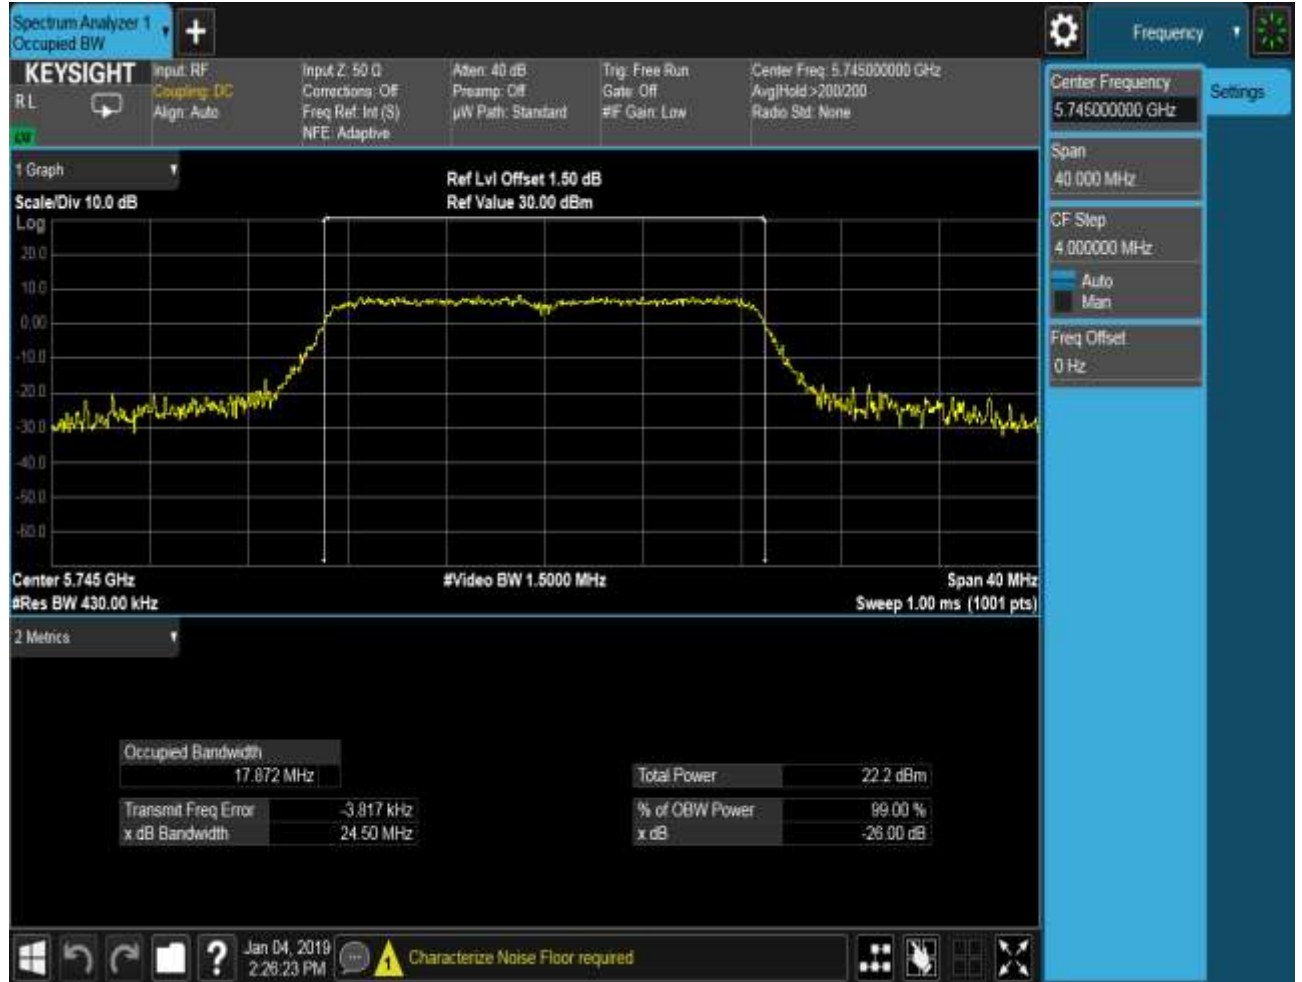 Spectrum Analyzer 1
Occupied BW
Frequency
KEYSIGHT
R L
Input: RF
Coupling: DC
Align: Auto
Input Z: 50 Ω
Corrections: Off
Freq Ref: Int (S)
NFE: Adaptive
Atten: 40 dB
Preamp: Off
µW Path: Standard
Trig: Free Run
Gate: Off
#IF Gain: Low
Center Freq: 5.745000000 GHz
Avg|Hold:>200/200
Radio Std: None
Center Frequency
5.745000000 GHz
Settings
Span
40.000 MHz
CF Step
4.000000 MHz
Auto
Man
Freq Offset
0 Hz
1 Graph
Scale/Div 10.0 dB
Ref Lvl Offset 1.50 dB
Ref Value 30.00 dBm
Log
20.0
10.0
0.00
-10.0
-20.0
-30.0
-40.0
-50.0
-60.0
Center 5.745 GHz
#Video BW 1.5000 MHz
Span 40 MHz
#Res BW 430.00 kHz
Sweep 1.00 ms (1001 pts)
2 Metrics
Occupied Bandwidth
17.872 MHz
Total Power 22.2 dBm
Transmit Freq Error -3.817 kHz
% of OBW Power 99.00 %
x dB Bandwidth 24.50 MHz
x dB -26.00 dB
Jan 04, 2019
2:26:23 PM
1
Characterize Noise Floor required